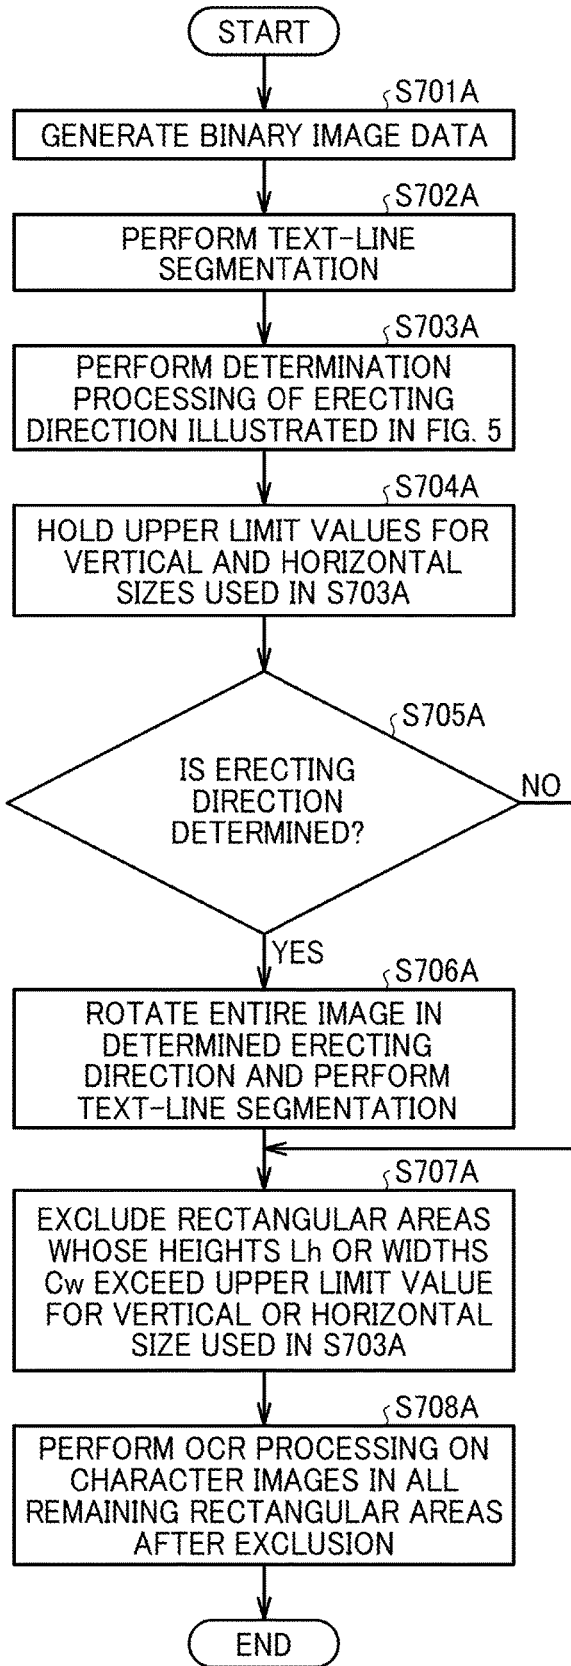 START
S701A
GENERATE BINARY IMAGE DATA
S702A
PERFORM TEXT-LINE
SEGMENTATION
S703A
PERFORM DETERMINATION
PROCESSING OF ERECTING
DIRECTION ILLUSTRATED IN FIG. 5
S704A
HOLD UPPER LIMIT VALUES FOR
VERTICAL AND HORIZONTAL
SIZES USED IN S703A
S705A
IS ERECTING
DIRECTION
DETERMINED?
NO
YES
S706A
ROTATE ENTIRE IMAGE IN
DETERMINED ERECTING
DIRECTION AND PERFORM
TEXT-LINE SEGMENTATION
S707A
EXCLUDE RECTANGULAR AREAS
WHOSE HEIGHTS Lh OR WIDTHS
Cw EXCEED UPPER LIMIT VALUE
FOR VERTICAL OR HORIZONTAL
SIZE USED IN S703A
S708A
PERFORM OCR PROCESSING ON
CHARACTER IMAGES IN ALL
REMAINING RECTANGULAR AREAS
AFTER EXCLUSION
END